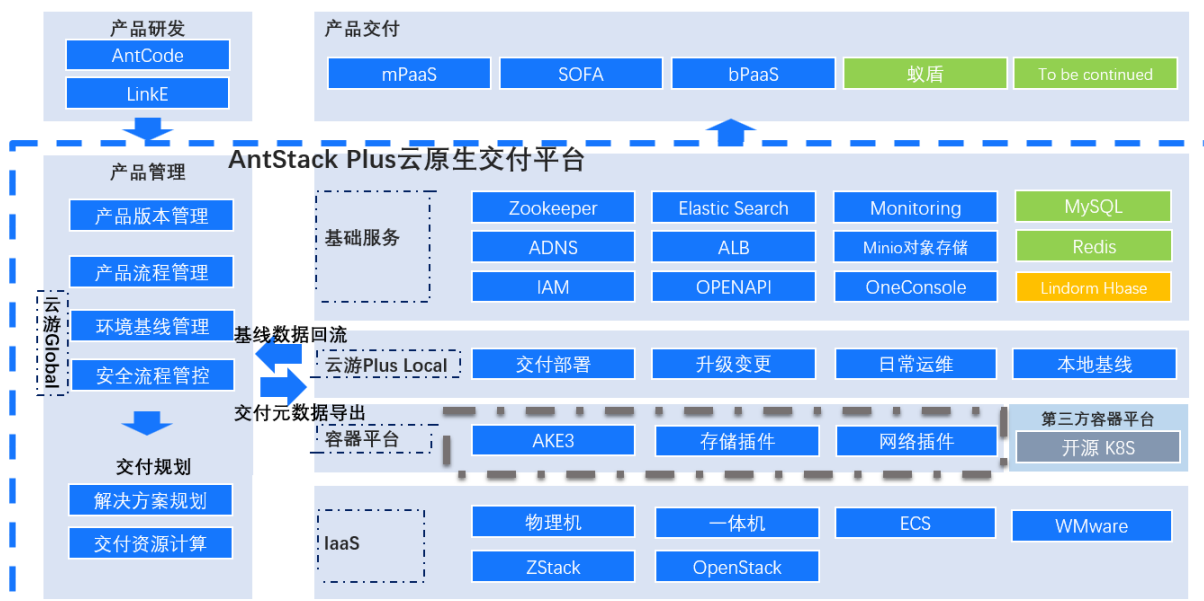 产品研发
AntCode
LinkE
产品交付
mPaaS
SOFA
bPaaS
蚁盾
To be continued
AntStack Plus云原生交付平台
产品管理
产品版本管理
产品流程管理
环境基线管理
安全流程管控
云游Global
交付规划
解决方案规划
交付资源计算
基线数据回流
交付元数据导出
基础服务
Zookeeper
Elastic Search
Monitoring
MySQL
ADNS
ALB
Minio对象存储
Redis
IAM
OPENAPI
OneConsole
Lindorm Hbase
云游Plus Local
交付部署
升级变更
日常运维
本地基线
容器平台
AKE3
存储插件
网络插件
第三方容器平台
开源 K8S
IaaS
物理机
一体机
ECS
WMware
ZStack
OpenStack